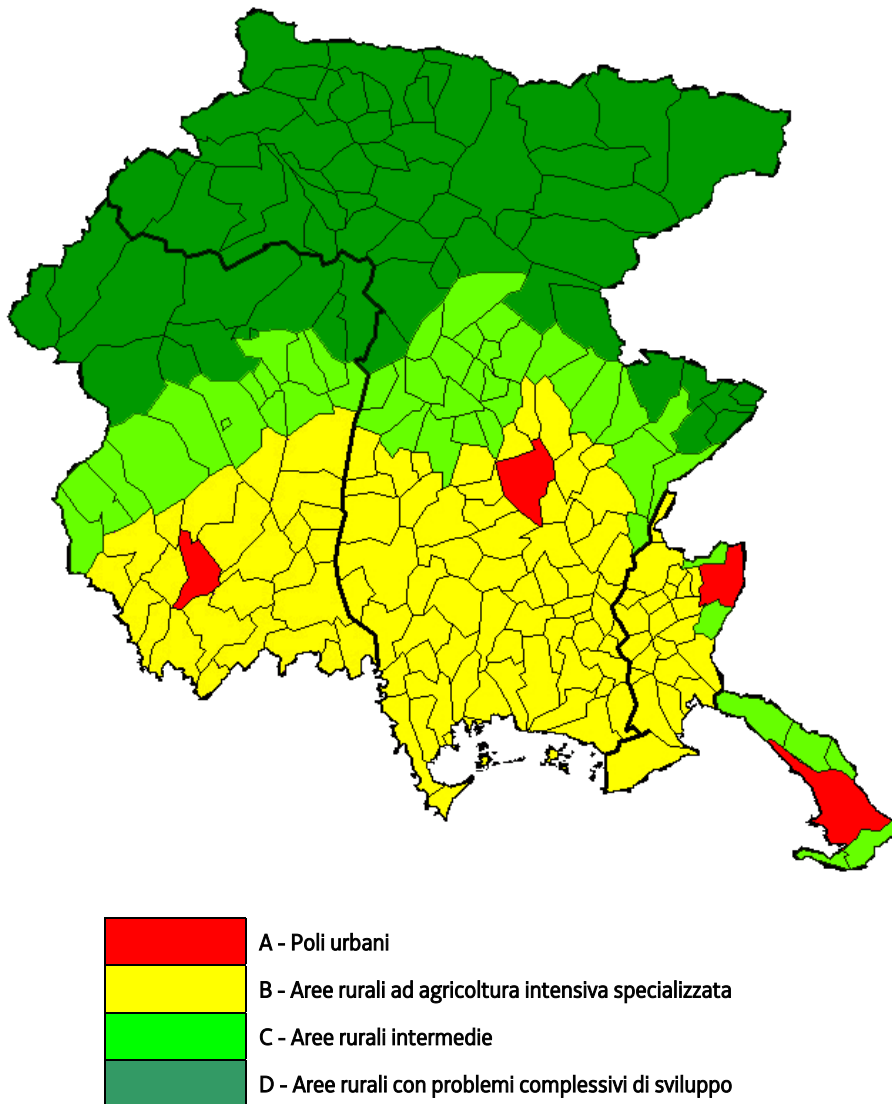 A - Poli urbani
B - Aree rurali ad agricoltura intensiva specializzata
C - Aree rurali intermedie
D - Aree rurali con problemi complessivi di sviluppo